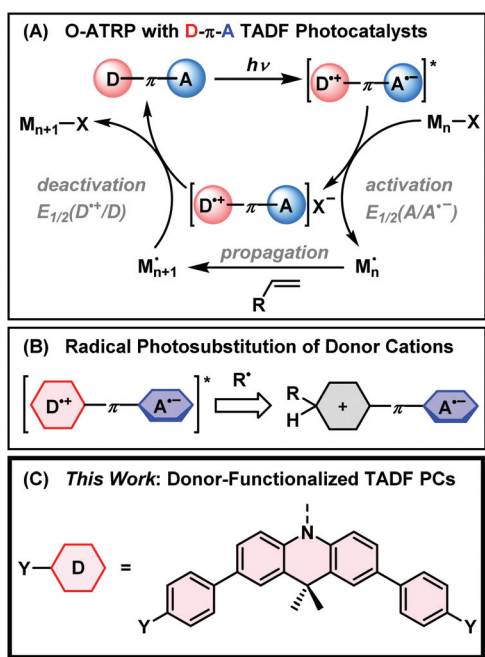 (A) O-ATRP with D-π-A TADF Photocatalysts
D π A hν [D•+ π A•−]*
Mn+1—X Mn—X
deactivation activation
E1/2(D•+/D) [D•+ π A]X− E1/2(A/A•−)
propagation
M•n+1 M•n
R
(B) Radical Photosubstitution of Donor Cations
[D•+ π A•−]* R• R H + π A•−
(C) This Work: Donor-Functionalized TADF PCs
N
Y D =
Y Y